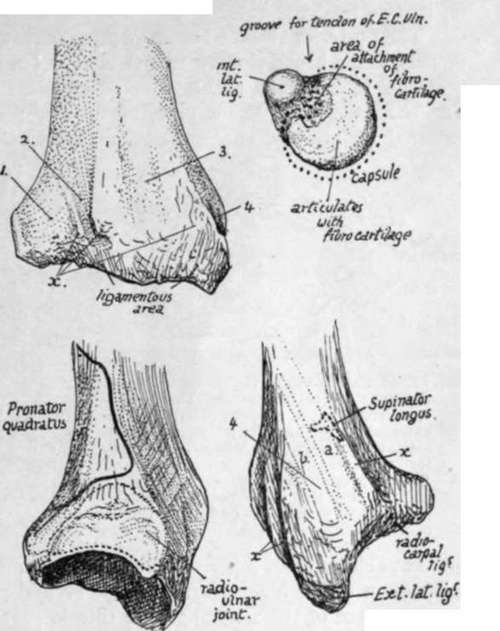 groove for tendon of E.C. Uln.
int.
lat.
lig.
area of
attachment
of
fibro-
cartilage.
capsule
articulates
with
fibro cartilage
1.
2.
3.
4
x.
ligamentous
area
Pronator
quadratus
radio-
ulnar
joint.
4
Supinator
longus.
a
b
x
x
radio-
carpal
ligt.
Ext. lat. ligt.